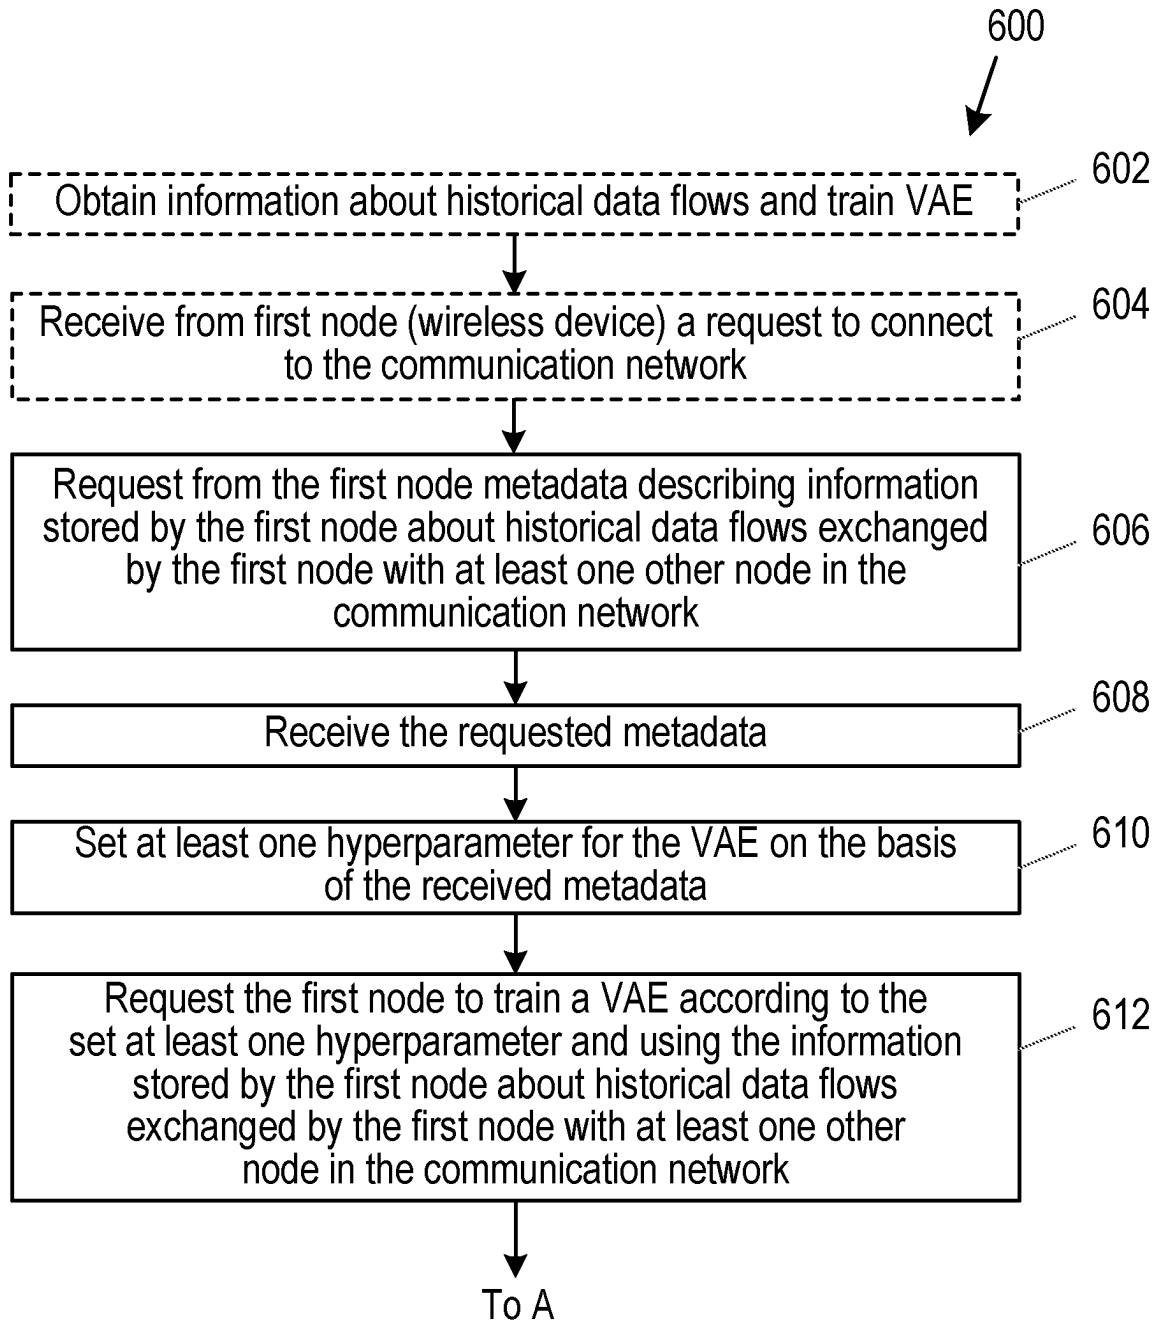 600
602
Obtain information about historical data flows and train VAE
604
Receive from first node (wireless device) a request to connect
to the communication network
606
Request from the first node metadata describing information
stored by the first node about historical data flows exchanged
by the first node with at least one other node in the
communication network
608
Receive the requested metadata
610
Set at least one hyperparameter for the VAE on the basis
of the received metadata
612
Request the first node to train a VAE according to the
set at least one hyperparameter and using the information
stored by the first node about historical data flows
exchanged by the first node with at least one other
node in the communication network
To A